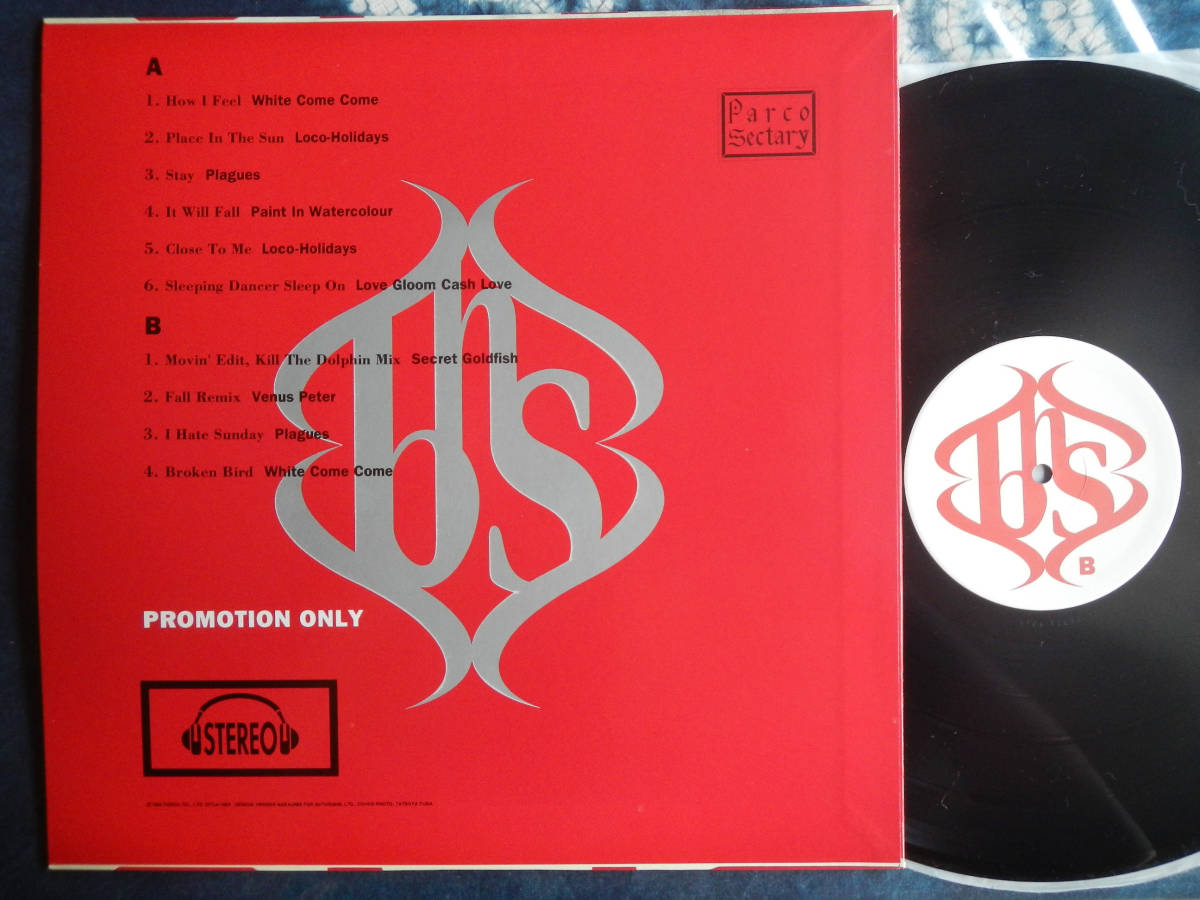 A
1. How I Feel White Come Come
2. Place In The Sun Loco-Holidays
3. Stay Plagues
4. It Will Fall Paint In Watercolour
5. Close To Me Loco-Holidays
6. Sleeping Dancer Sleep On Love Gloom Cash Love
B
1. Movin' Edit, Kill The Dolphin Mix Secret Goldfish
2. Fall Remix Venus Peter
3. I Hate Sunday Plagues
4. Broken Bird White Come Come
PROMOTION ONLY
STEREO
Parco
Sectary
bhs
bhs
B